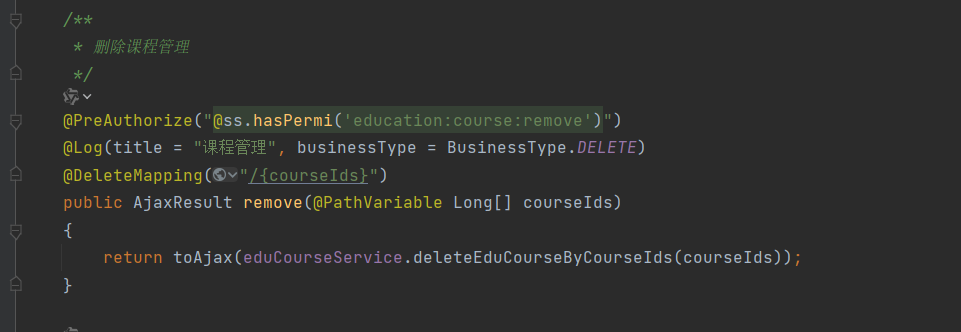 /**
* 删除课程管理
*/
@PreAuthorize("@ss.hasPermi('education:course:remove')")
@Log(title = "课程管理", businessType = BusinessType.DELETE)
@DeleteMapping("/{courseIds}")
public AjaxResult remove(@PathVariable Long[] courseIds)
{
return toAjax(eduCourseService.deleteEduCourseByCourseIds(courseIds));
}